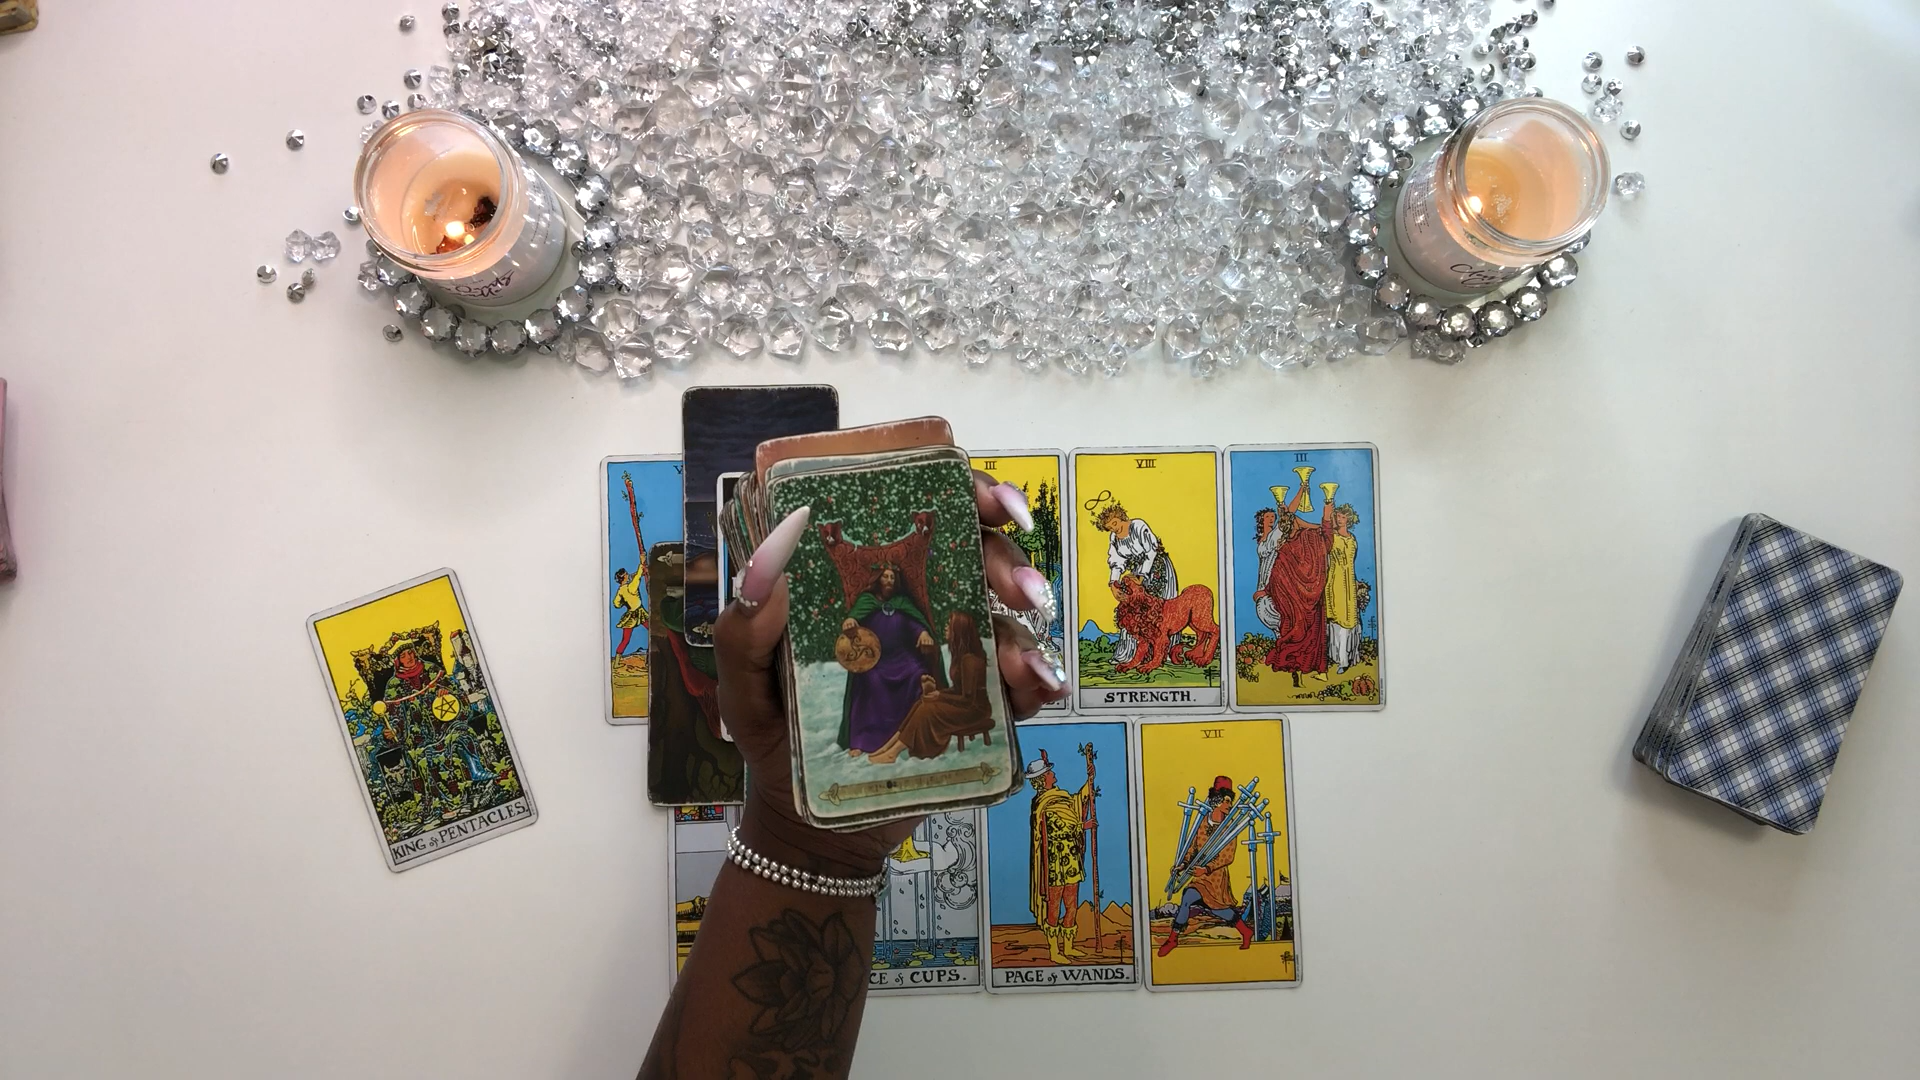 V
III
VIII
III
STRENGTH.
KING of PENTACLES.
VII
CE of CUPS.
PAGE of WANDS.